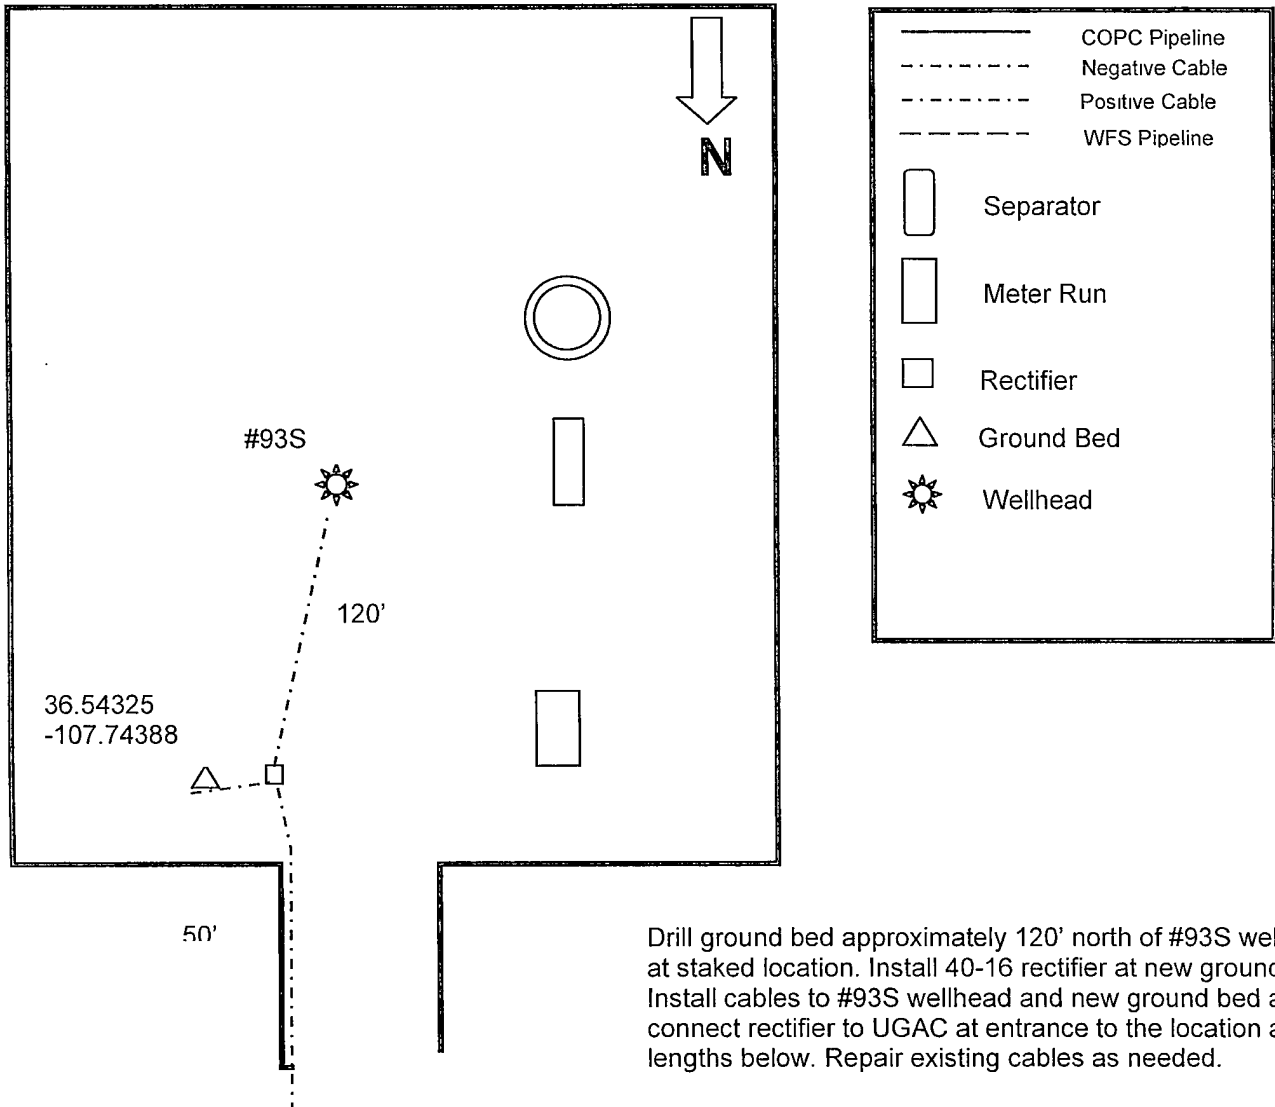 N
#93S
120’
36.54325
-107.74388
50’
COPC Pipeline
Negative Cable
Positive Cable
WFS Pipeline
Separator
Meter Run
Rectifier
Ground Bed
Wellhead
Drill ground bed approximately 120’ north of #93S
at staked location. Install 40-16 rectifier at new
Install cables to #93S wellhead and new ground bed
connect rectifier to UGAC at entrance to the location
lengths below. Repair existing cables as needed.